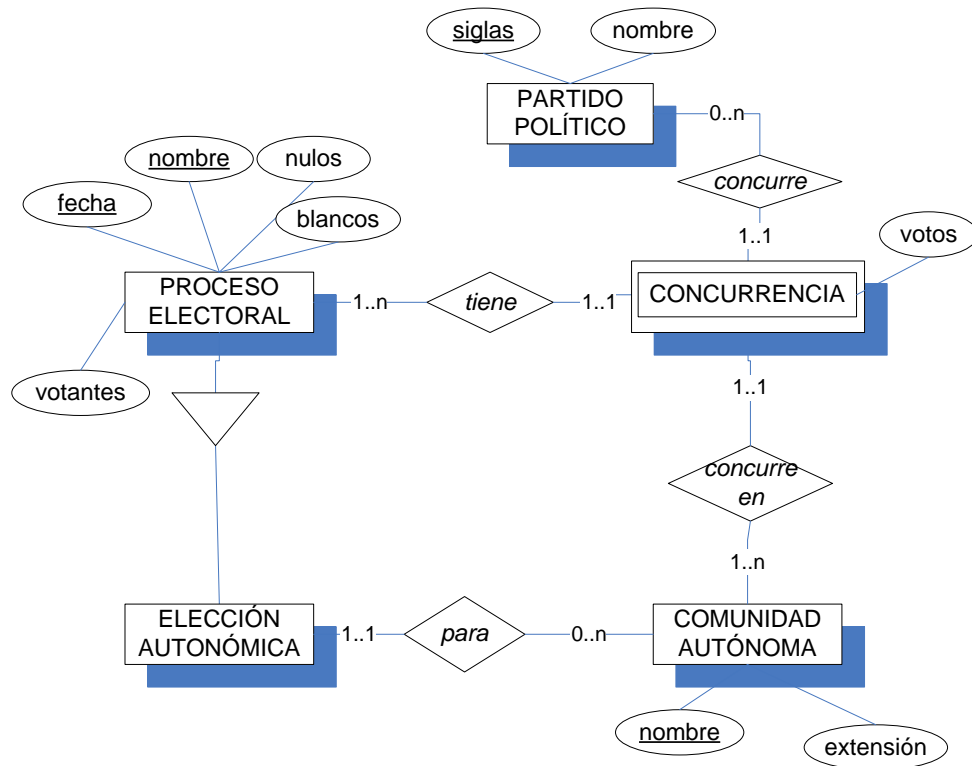 siglas
nombre
PARTIDO
POLÍTICO
0..n
nombre
nulos
fecha
blancos
concurre
1..1
votos
PROCESO
ELECTORAL
1..n
tiene
1..1
CONCURRENCIA
votantes
1..1
concurre
en
1..n
ELECCIÓN
AUTONÓMICA
1..1
para
0..n
COMUNIDAD
AUTÓNOMA
nombre
extensión